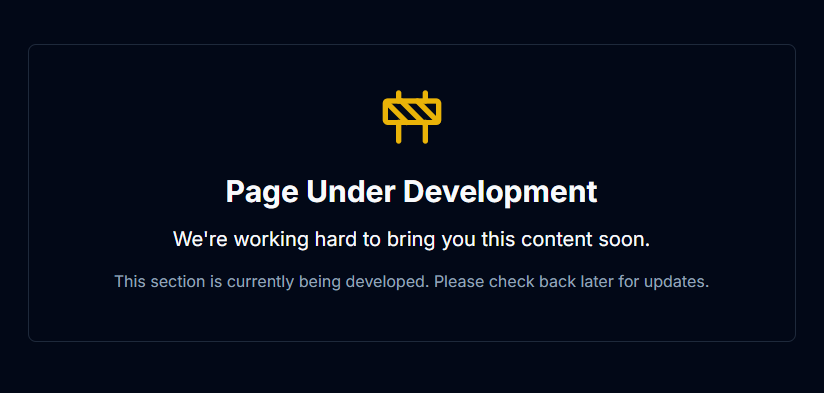 Page Under Development
We're working hard to bring you this content soon.
This section is currently being developed. Please check back later for updates.